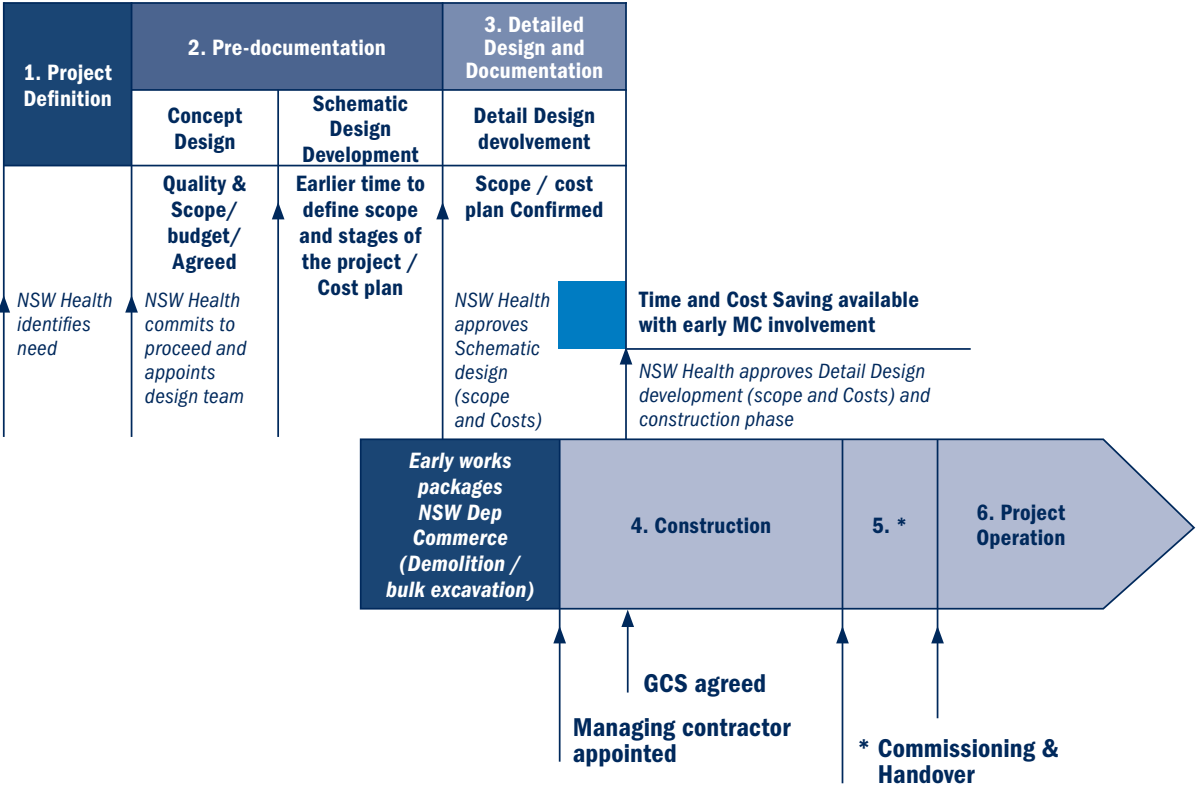 1. Project
Definition
2. Pre-documentation
3. Detailed
Design and
Documentation
Concept
Design
Schematic
Design
Development
Detail Design
devolvement
Quality &
Scope/
budget/
Agreed
Earlier time to
define scope
and stages of
the project /
Cost plan
Scope / cost
plan Confirmed
NSW Health
identifies
need
NSW Health
commits to
proceed and
appoints
design team
NSW Health
approves
Schematic
design
(scope
and Costs)
Time and Cost Saving available
with early MC involvement
NSW Health approves Detail Design
development (scope and Costs) and
construction phase
Early works
packages
NSW Dep
Commerce
(Demolition /
bulk excavation)
4. Construction
5. *
6. Project
Operation
GCS agreed
Managing contractor
appointed
* Commissioning &
Handover